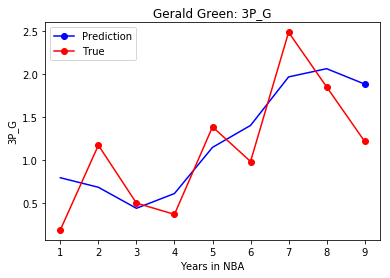 Gerald Green: 3P_G
Prediction
True
2.5
2.0
1.5
1.0
0.5
3P_G
1 2 3 4 5 6 7 8 9
Years in NBA